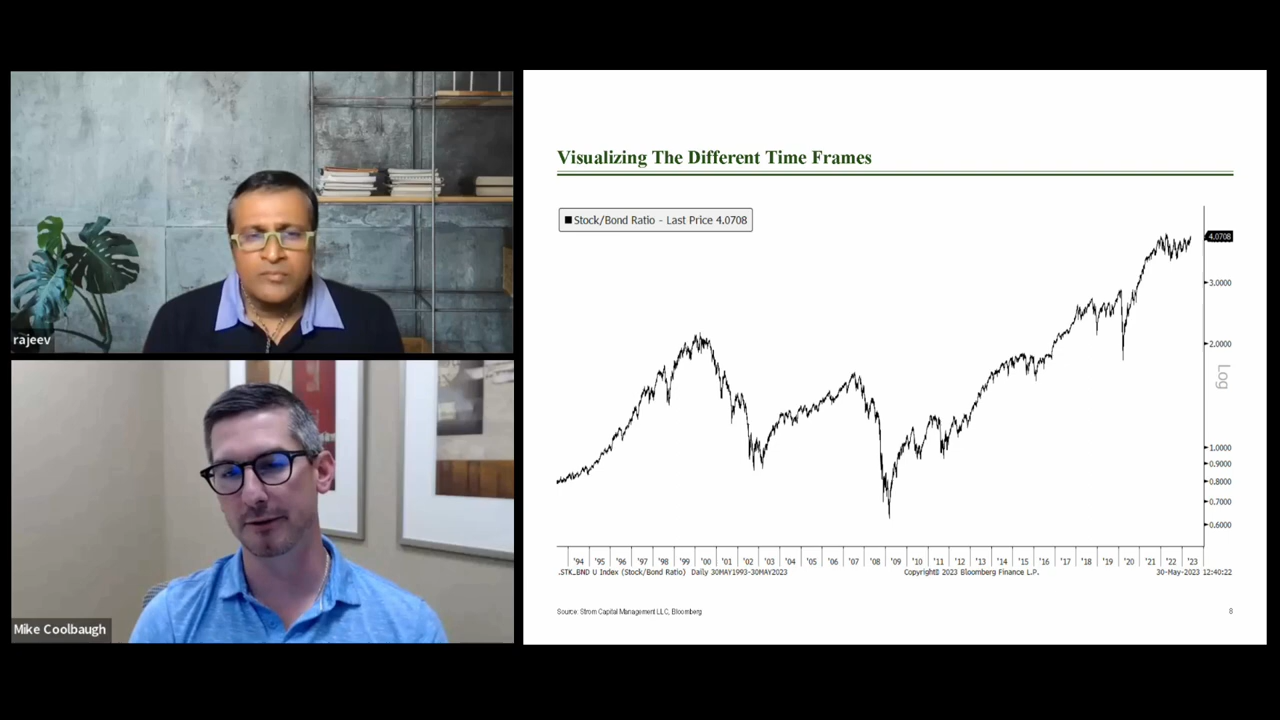 rajeev
Mike Coolbaugh
Visualizing The Different Time Frames
Stock/Bond Ratio - Last Price 4.0708
4.0708
3.0000
2.0000
Log
1.0000
0.9000
0.8000
0.7000
0.6000
'94 '95 '96 '97 '98 '99 '00 '01 '02 '03 '04 '05 '06 '07 '08 '09 '10 '11 '12 '13 '14 '15 '16 '17 '18 '19 '20 '21 '22 '23
.STK_BND U Index (Stock/Bond Ratio) Daily 30MAY1993-30MAY2023 Copyright© 2023 Bloomberg Finance L.P. 30-May-2023 12:40:22
Source: Strom Capital Management LLC, Bloomberg 8